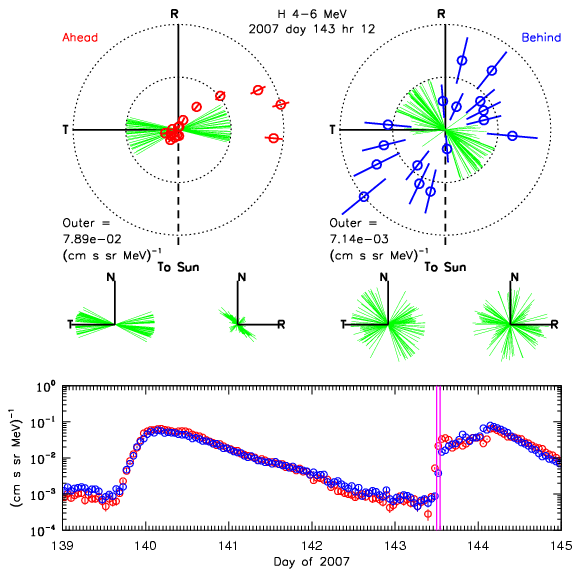 H 4-6 MeV
2007 day 143 hr 12
Ahead
Behind
R
R
T
T
Outer =
7.89e-02
(cm s sr MeV)⁻¹
Outer =
7.14e-03
(cm s sr MeV)⁻¹
To Sun
To Sun
N
N
N
N
T
R
T
R
(cm s sr MeV)⁻¹
10⁰
10⁻¹
10⁻²
10⁻³
10⁻⁴
139 140 141 142 143 144 145
Day of 2007